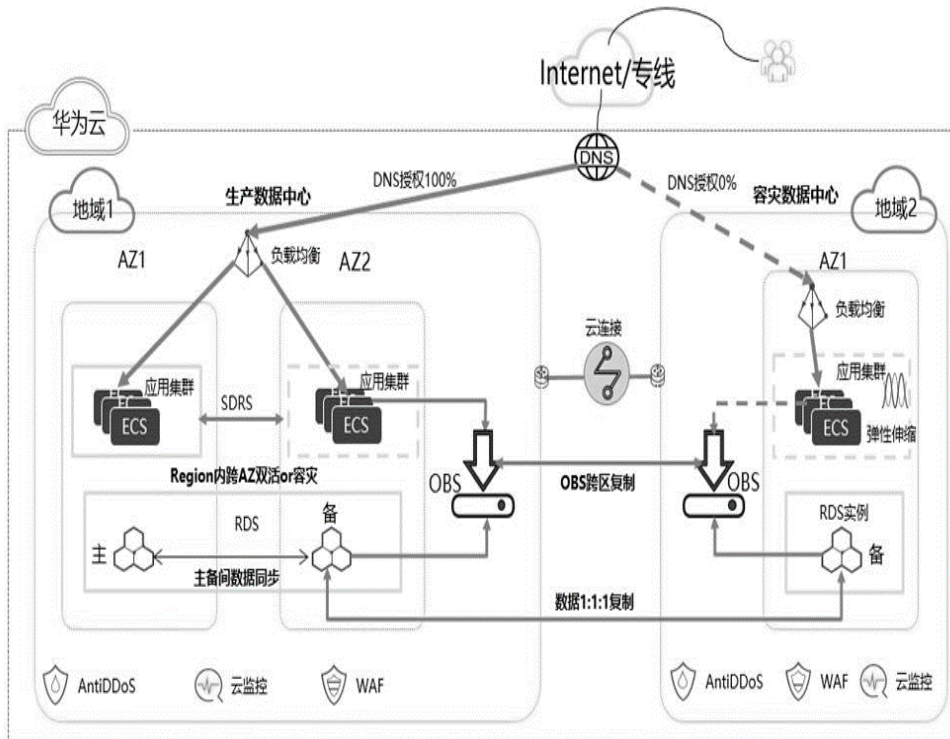 Internet/专线
华为云
DNS
DNS授权100%
DNS授权0%
地域1
生产数据中心
容灾数据中心
地域2
AZ1
负载均衡
AZ2
AZ1
负载均衡
云连接
应用集群
ECS
SDRS
应用集群
ECS
应用集群
ECS
弹性伸缩
Region内跨AZ双活or容灾
OBS
OBS跨区复制
OBS
RDS
主
备
主备间数据同步
RDS实例
备
数据1:1:1复制
AntiDDoS
云监控
WAF
AntiDDoS
WAF
云监控